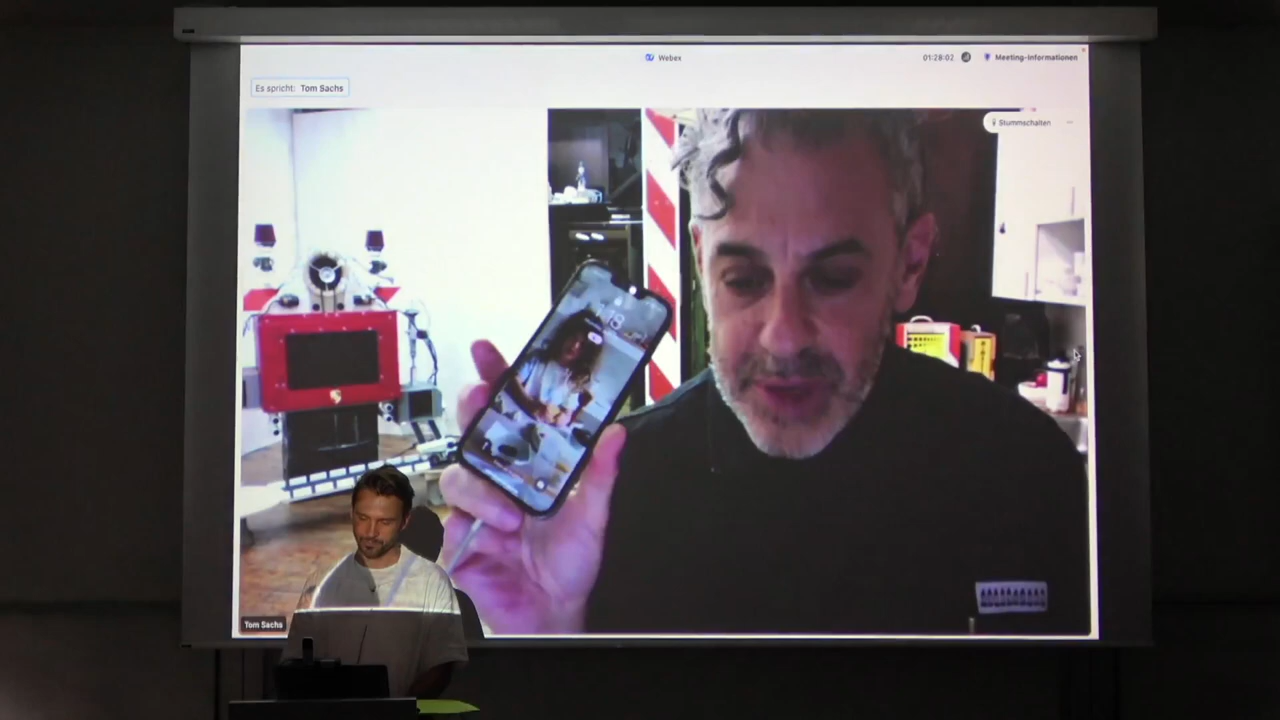 Webex
01:28:02
Meeting-Informationen
Es spricht: Tom Sachs
Stummschalten
Tom Sachs